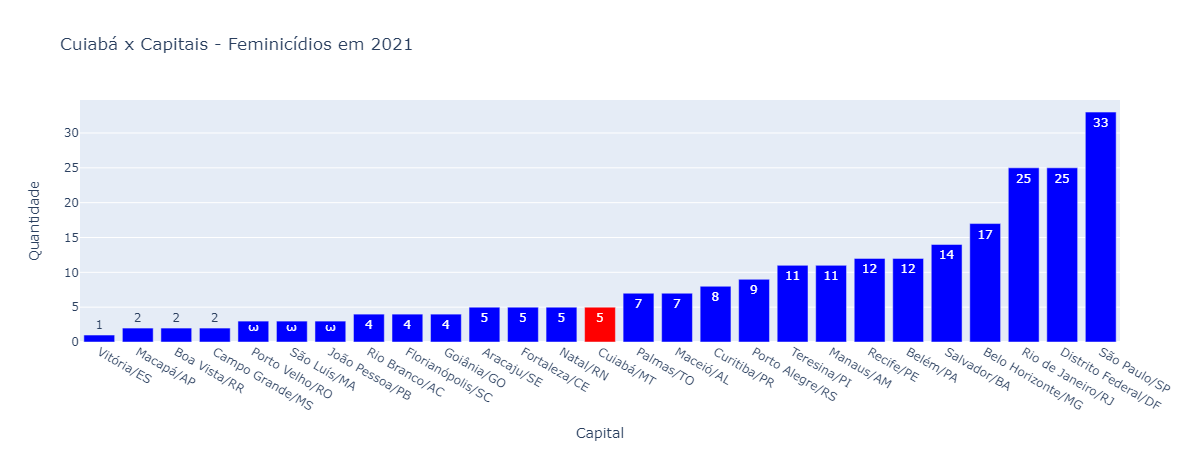 Cuiabá x Capitais - Feminicídios em 2021
Quantidade
30
25
20
15
10
5
0
1
2
2
2
3
3
3
4
4
4
5
5
5
5
7
7
8
9
11
11
12
12
14
17
25
25
33
Vitória/ES
Macapá/AP
Boa Vista/RR
Campo Grande/MS
Porto Velho/RO
São Luís/MA
João Pessoa/PB
Rio Branco/AC
Florianópolis/SC
Goiânia/GO
Aracaju/SE
Fortaleza/CE
Natal/RN
Cuiabá/MT
Palmas/TO
Maceió/AL
Curitiba/PR
Porto Alegre/RS
Teresina/PI
Manaus/AM
Recife/PE
Belém/PA
Salvador/BA
Belo Horizonte/MG
Rio de Janeiro/RJ
Distrito Federal/DF
São Paulo/SP
Capital